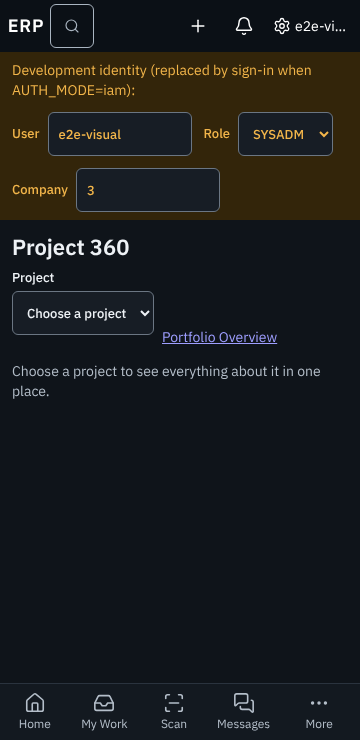 ERP
e2e-vi...
Development identity (replaced by sign-in when
AUTH_MODE=iam):
User e2e-visual Role SYSADM
Company 3
Project 360
Project
Choose a project
Portfolio Overview
Choose a project to see everything about it in one
place.
Home My Work Scan Messages More